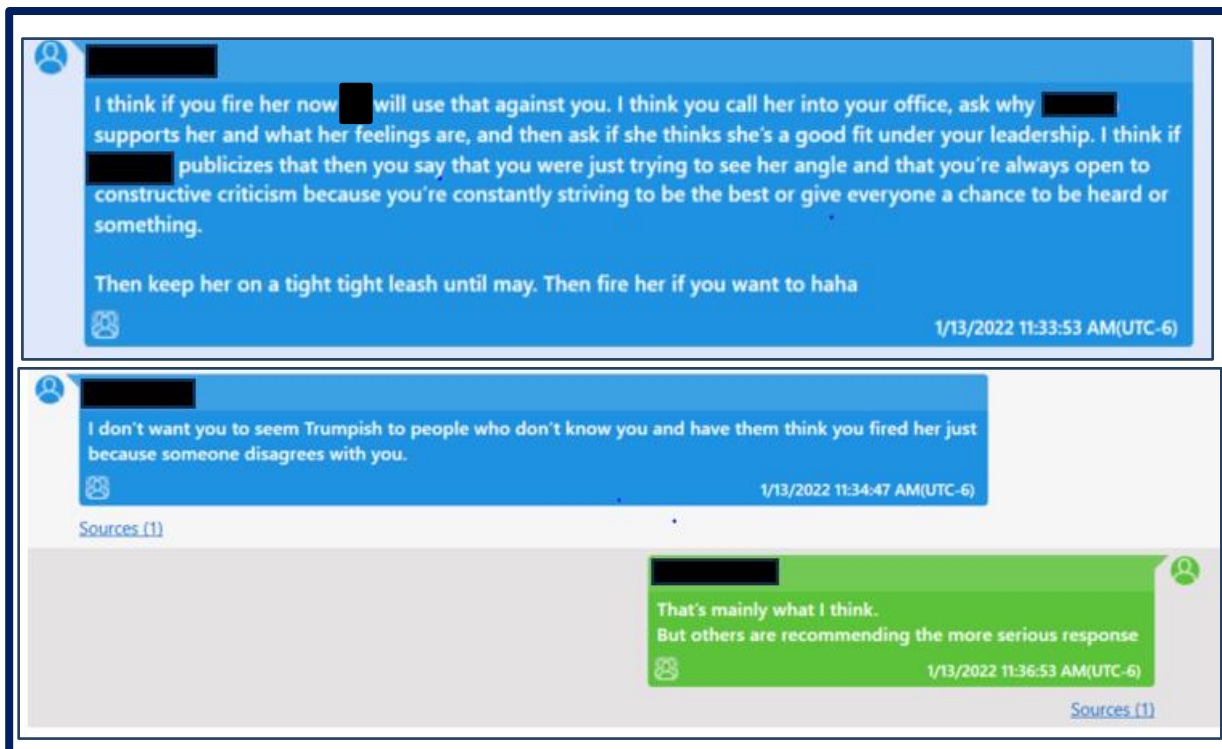 I think if you fire her now will use that against you. I think you call her into your office, ask why
supports her and what her feelings are, and then ask if she thinks she's a good fit under your leadership. I think if
publicizes that then you say that you were just trying to see her angle and that you're always open to
constructive criticism because you're constantly striving to be the best or give everyone a chance to be heard or
something.
Then keep her on a tight tight leash until may. Then fire her if you want to haha
1/13/2022 11:33:53 AM(UTC-6)
I don't want you to seem Trumpish to people who don't know you and have them think you fired her just
because someone disagrees with you.
1/13/2022 11:34:47 AM(UTC-6)
Sources (1)
That's mainly what I think.
But others are recommending the more serious response
1/13/2022 11:36:53 AM(UTC-6)
Sources (1)